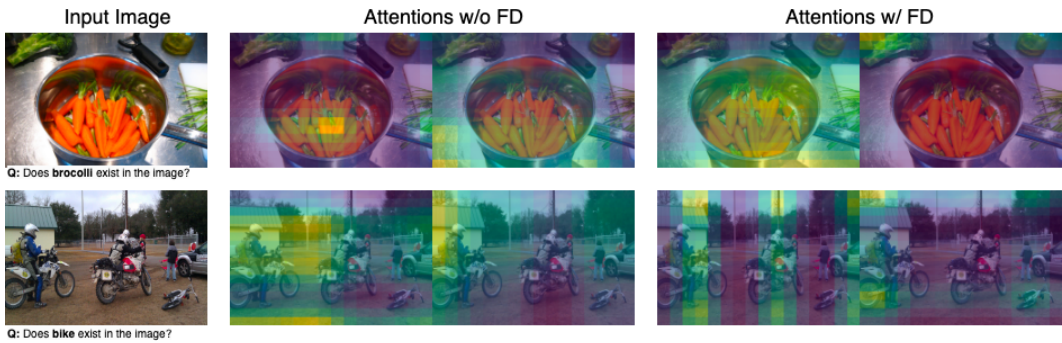 Input Image
Attentions w/o FD
Attentions w/ FD
Q: Does brocolli exist in the image?
Q: Does bike exist in the image?